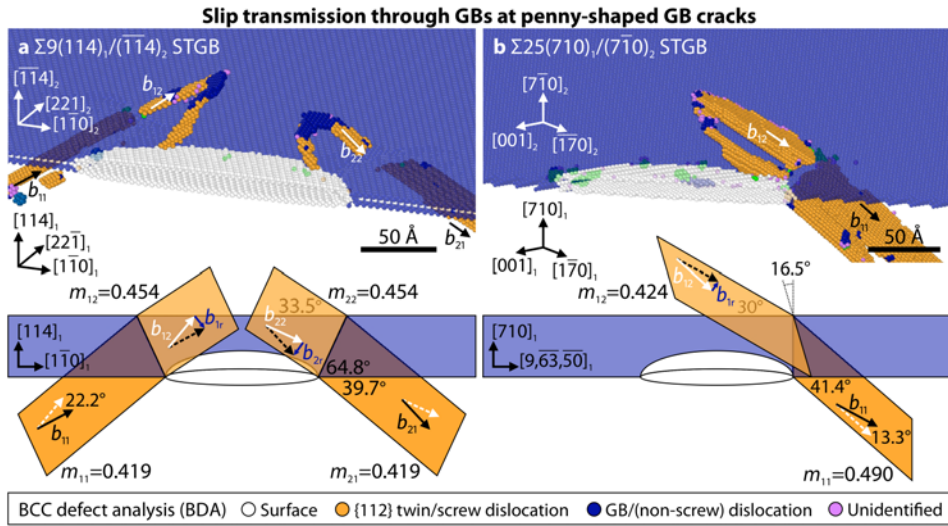 Slip transmission through GBs at penny-shaped GB cracks
a Σ9(114)₁/(1̅1̅4)₂ STGB
[1̅1̅4]₂
[221]₂
[11̅0]₂
b₁₂
b₂₂
b₁₁
b₂₁
[114]₁
[221̅]₁
[11̅0]₁
50 Å
b Σ25(710)₁/(71̅0)₂ STGB
[71̅0]₂
[001]₂
[1̅7̅0]₂
b₁₂
b₁₁
[710]₁
[001]₁
[17̅0]₁
50 Å
m₁₂=0.454
m₂₂=0.454
33.5°
b₁₂
b₁ᵣ
b₂₂
b₂ᵣ
[114]₁
[11̅0]₁
64.8°
39.7°
22.2°
b₁₁
b₂₁
m₁₁=0.419
m₂₁=0.419
16.5°
m₁₂=0.424
b₁₂
b₁ᵣ
30°
[710]₁
[9,6̅3̅,50]₁
41.4°
b₁₁
13.3°
m₁₁=0.490
BCC defect analysis (BDA) Surface {112} twin/screw dislocation GB/(non-screw) dislocation Unidentified